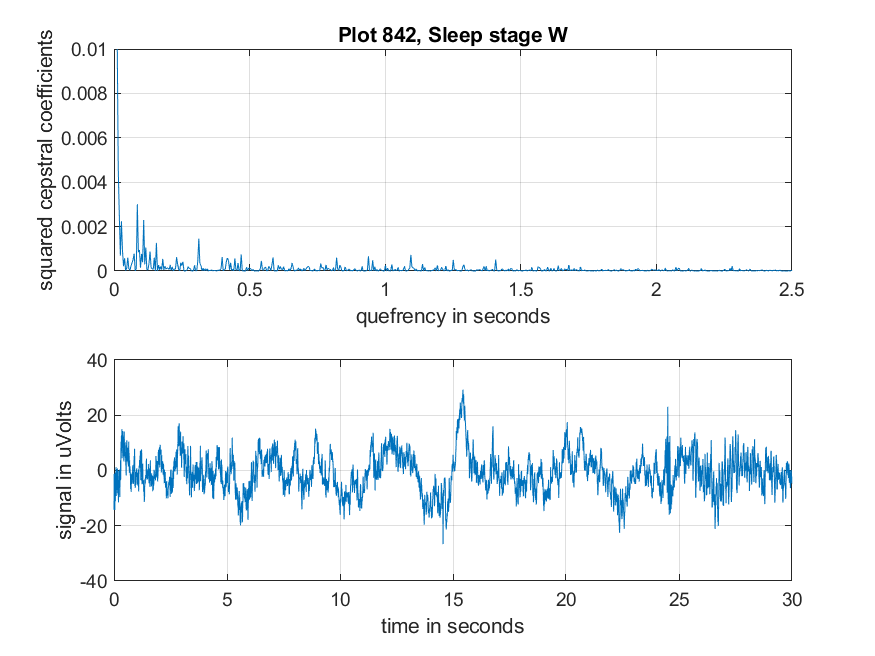 Plot 842, Sleep stage W
squared cepstral coefficients
0.01
0.008
0.006
0.004
0.002
0
0 0.5 1 1.5 2 2.5
quefrency in seconds
signal in uVolts
40
20
0
-20
-40
0 5 10 15 20 25 30
time in seconds